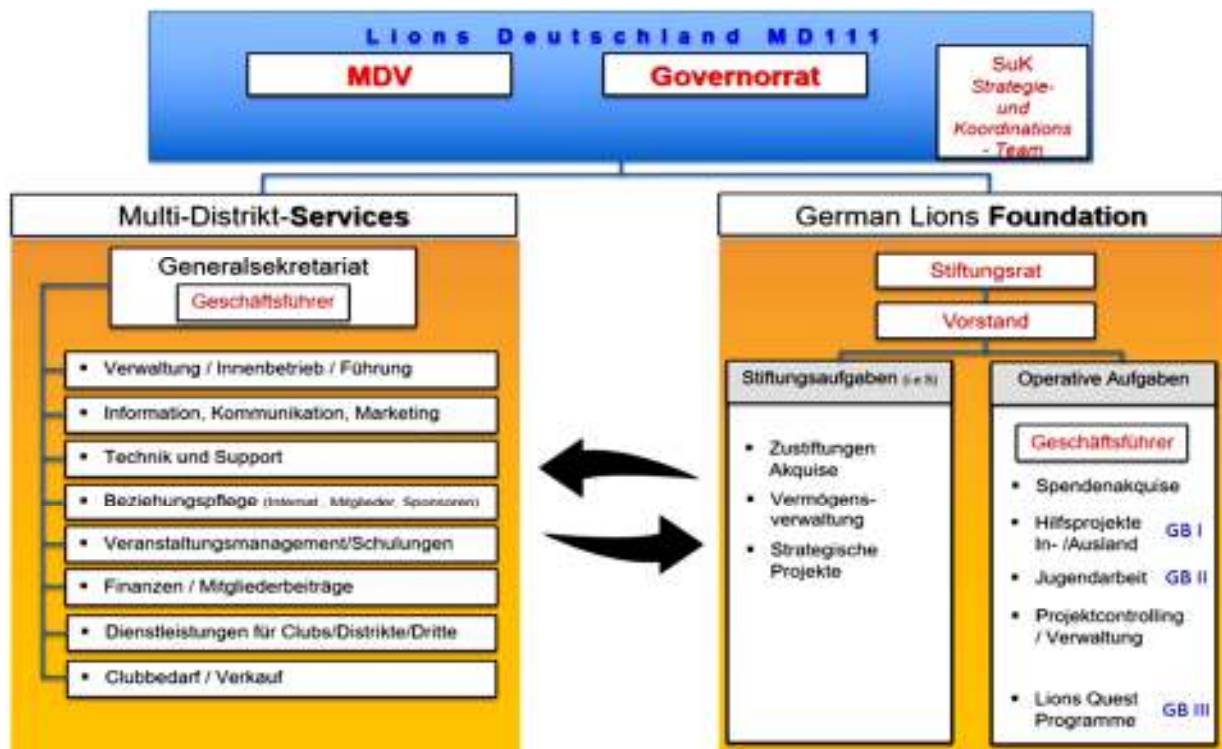 Lions Deutschland MD111
MDV
Governorrat
SuK
Strategie-
und
Koordinations
- Team
Multi-Distrikt-Services
Generalsekretariat
Geschäftsführer
▪ Verwaltung / Innenbetrieb / Führung
▪ Information, Kommunikation, Marketing
▪ Technik und Support
▪ Beziehungspflege (Internat., Mitglieder, Sponsoren)
▪ Veranstaltungsmanagement/Schulungen
▪ Finanzen / Mitgliederbeiträge
▪ Dienstleistungen für Clubs/Distrikte/Dritte
▪ Clubbedarf / Verkauf
German Lions Foundation
Stiftungsrat
Vorstand
Stiftungsaufgaben (i.e.S)
▪ Zustiftungen
Akquise
▪ Vermögens-
verwaltung
▪ Strategische
Projekte
Operative Aufgaben
Geschäftsführer
▪ Spendenakquise
▪ Hilfsprojekte
In- /Ausland GB I
▪ Jugendarbeit GB II
▪ Projektcontrolling
/ Verwaltung
▪ Lions Quest
Programme GB III